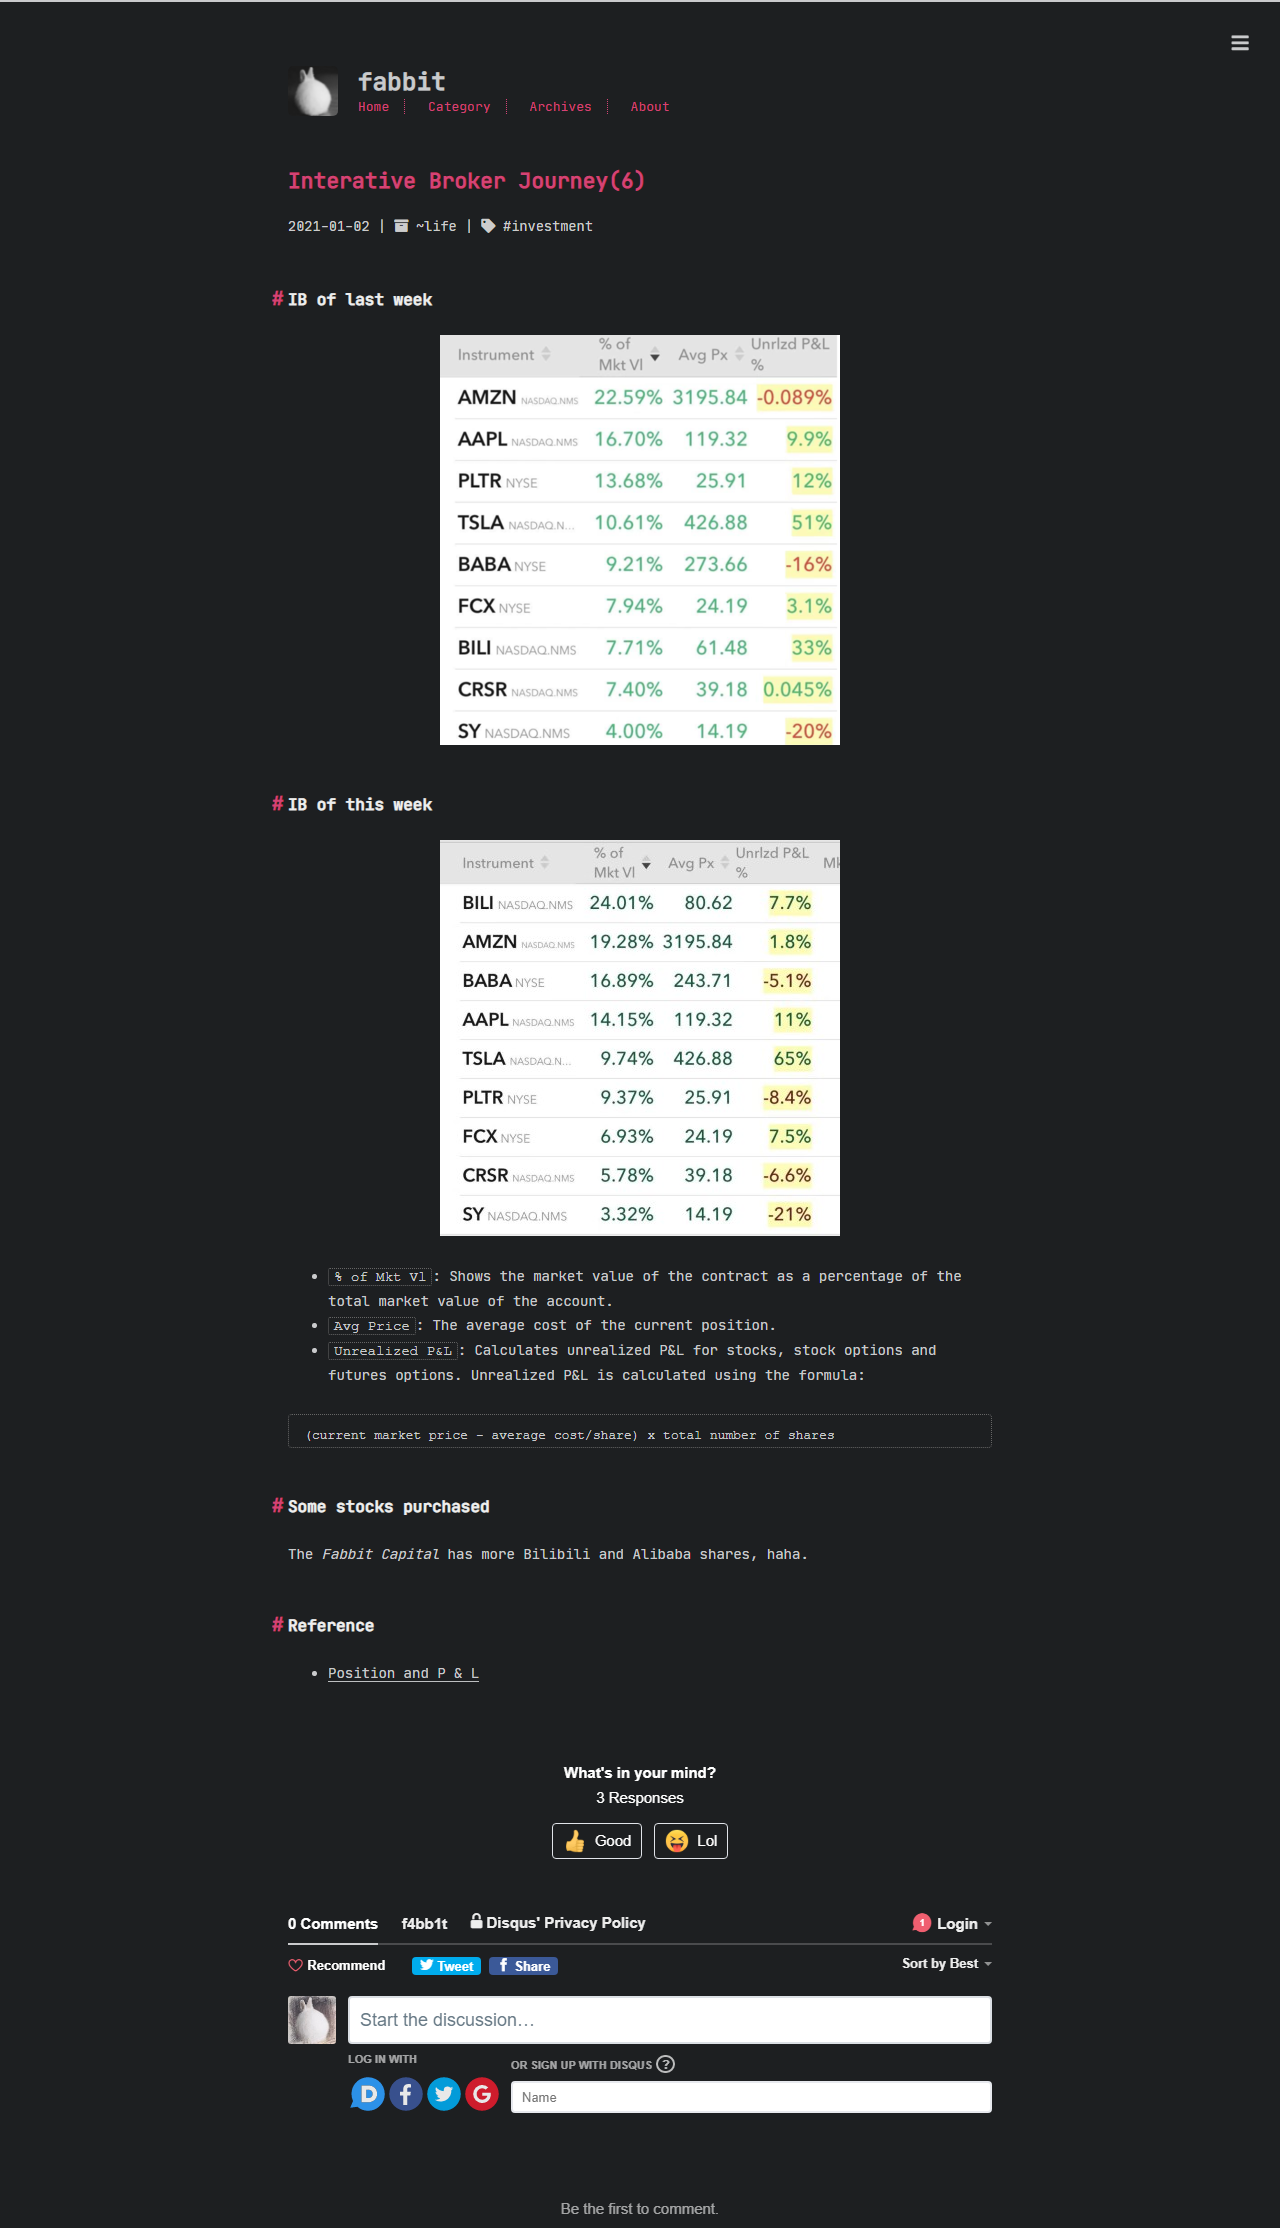 fabbit
Home
Category
Archives
About
Interative Broker Journey(6)
2021-01-02 | ~life | #investment
# IB of last week
Instrument % of Mkt Vl Avg Px Unrlzd P&L %
AMZN NASDAQ.NMS 22.59% 3195.84 -0.089%
AAPL NASDAQ.NMS 16.70% 119.32 9.9%
PLTR NYSE 13.68% 25.91 12%
TSLA NASDAQ.N... 10.61% 426.88 51%
BABA NYSE 9.21% 273.66 -16%
FCX NYSE 7.94% 24.19 3.1%
BILI NASDAQ.NMS 7.71% 61.48 33%
CRSR NASDAQ.NMS 7.40% 39.18 0.045%
SY NASDAQ.NMS 4.00% 14.19 -20%
# IB of this week
Instrument % of Mkt Vl Avg Px Unrlzd P&L %
BILI NASDAQ.NMS 24.01% 80.62 7.7%
AMZN NASDAQ.NMS 19.28% 3195.84 1.8%
BABA NYSE 16.89% 243.71 -5.1%
AAPL NASDAQ.NMS 14.15% 119.32 11%
TSLA NASDAQ.N... 9.74% 426.88 65%
PLTR NYSE 9.37% 25.91 -8.4%
FCX NYSE 6.93% 24.19 7.5%
CRSR NASDAQ.NMS 5.78% 39.18 -6.6%
SY NASDAQ.NMS 3.32% 14.19 -21%
• % of Mkt Vl: Shows the market value of the contract as a percentage of the
total market value of the account.
• Avg Price: The average cost of the current position.
• Unrealized P&L: Calculates unrealized P&L for stocks, stock options and
futures options. Unrealized P&L is calculated using the formula:
(current market price - average cost/share) x total number of shares
# Some stocks purchased
The Fabbit Capital has more Bilibili and Alibaba shares, haha.
# Reference
• Position and P & L
What's in your mind?
3 Responses
Good
Lol
0 Comments
f4bb1t
Disqus' Privacy Policy
1
Login
Recommend
Tweet
Share
Sort by Best
Start the discussion…
LOG IN WITH
OR SIGN UP WITH DISQUS ?
D f G
Name
Be the first to comment.